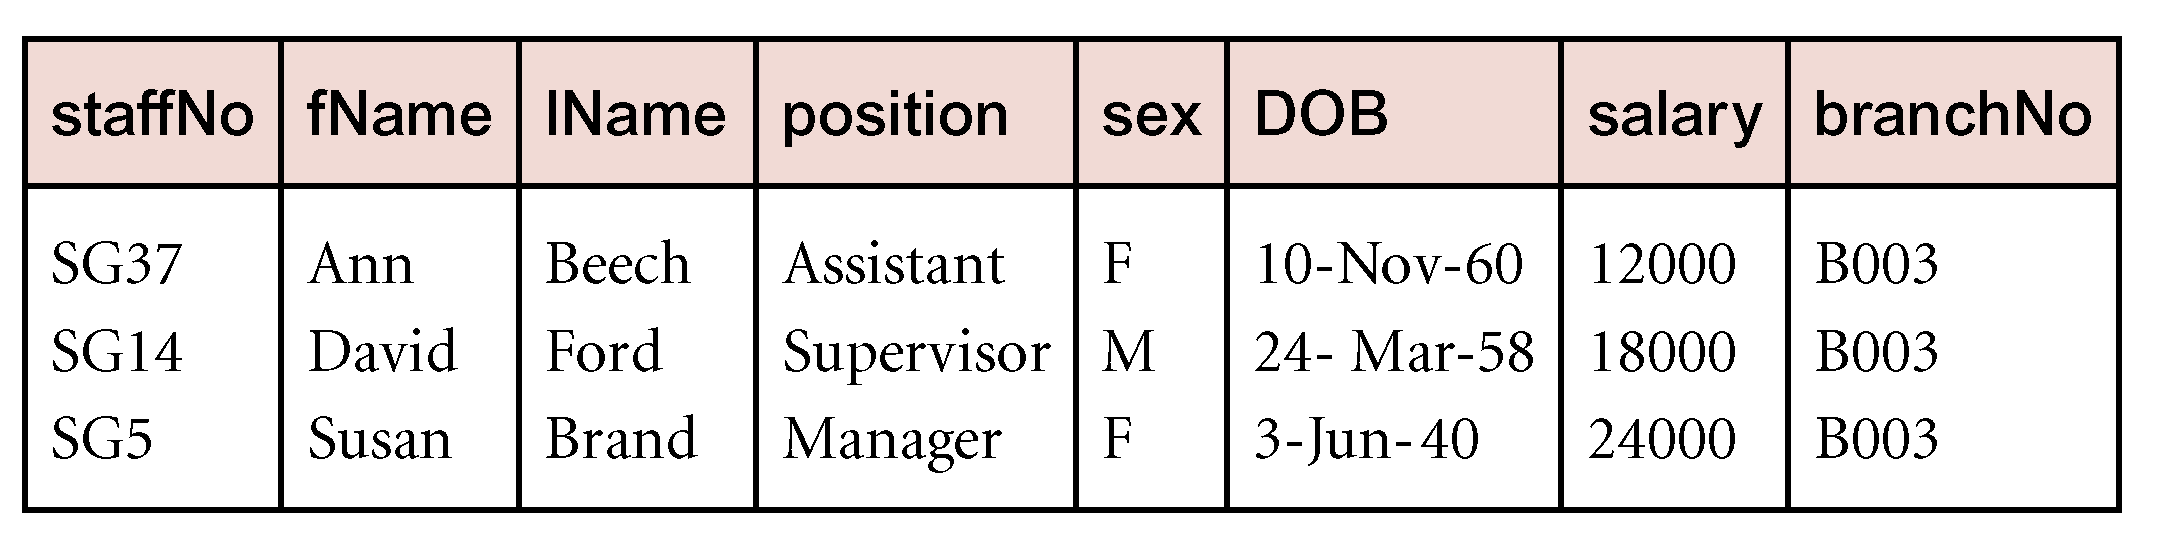 staffNo fName lName position sex DOB salary branchNo
SG37 Ann Beech Assistant F 10-Nov-60 12000 B003
SG14 David Ford Supervisor M 24- Mar-58 18000 B003
SG5 Susan Brand Manager F 3-Jun-40 24000 B003